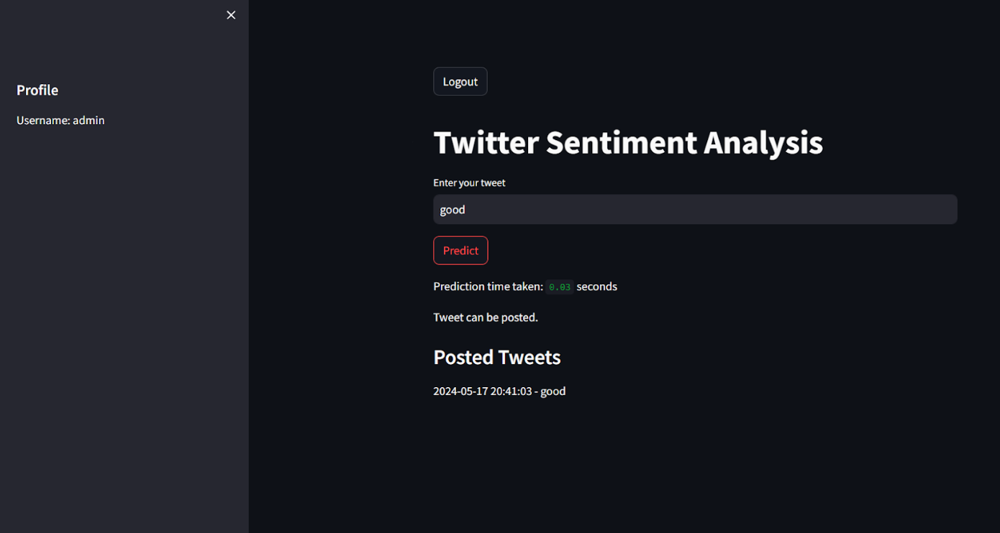 Profile
Username: admin
Logout
Twitter Sentiment Analysis
Enter your tweet
good
Predict
Prediction time taken: 0.03 seconds
Tweet can be posted.
Posted Tweets
2024-05-17 20:41:03 - good